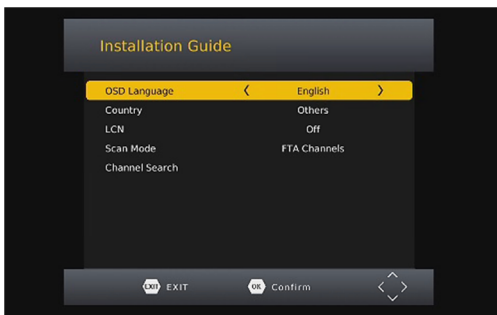 Installation Guide
OSD Language < English >
Country Others
LCN Off
Scan Mode FTA Channels
Channel Search
EXIT EXIT OK Confirm